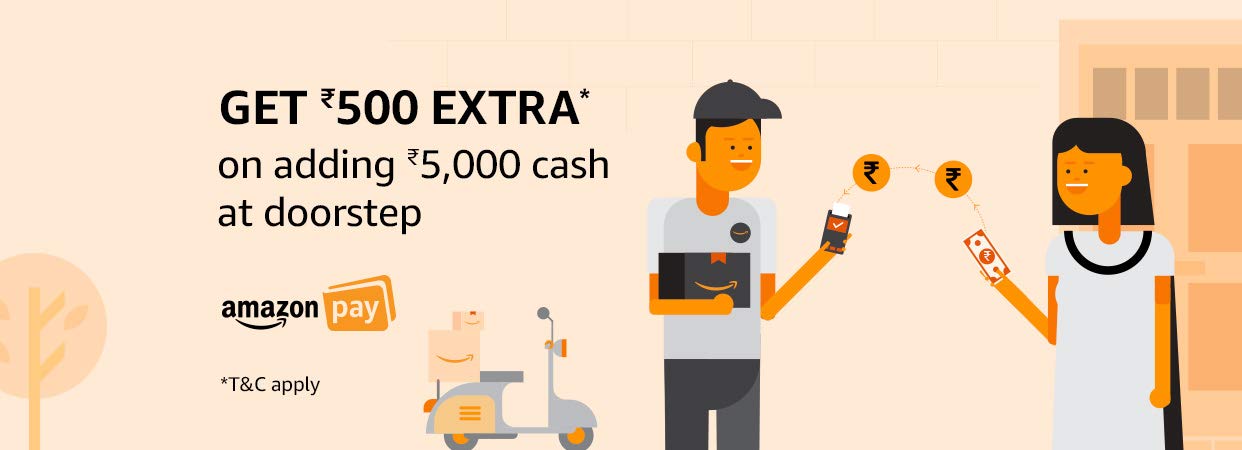 GET ₹500 EXTRA*
on adding ₹5,000 cash
at doorstep
amazon pay
*T&C apply
₹ ₹
₹